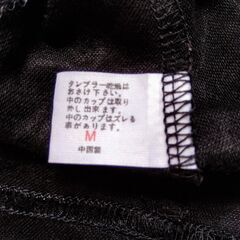 タンブラー乾燥は
おさけ下さい。
中のカップは取り
外し出来ます。
中のカップはズレる
事があります。
M
中国製